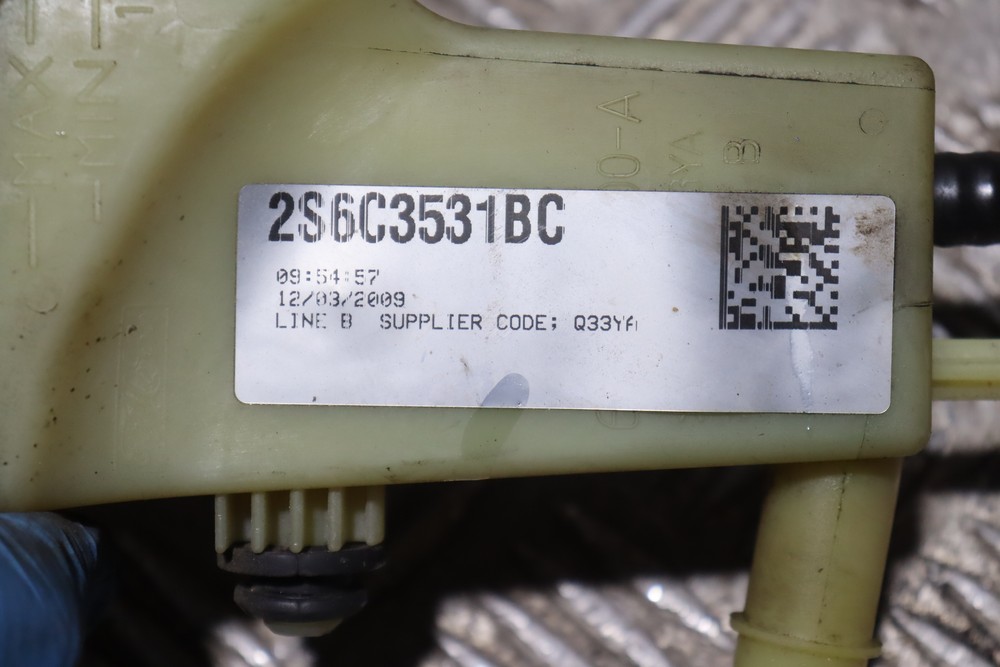 MAX
MIN
B
2S6C3531BC
09:54:57
12/03/2009
LINE B SUPPLIER CODE; Q33YA